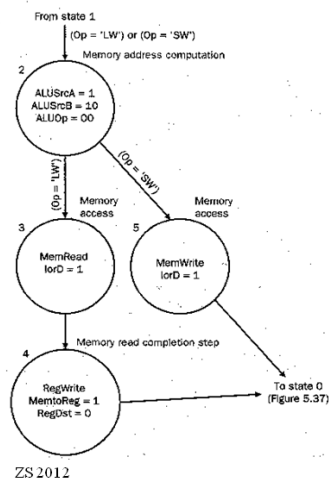 From state 1
(Op = 'LW') or (Op = 'SW')
Memory address computation
2
ALUSrcA = 1
ALUSrcB = 10
ALUOp = 00
(Op = 'LW')
(Op = 'SW')
Memory
access
Memory
access
3
5
MemRead
IorD = 1
MemWrite
IorD = 1
Memory read completion step
4
RegWrite
MemtoReg = 1
RegDst = 0
To state 0
(Figure 5.37)
ZS 2012